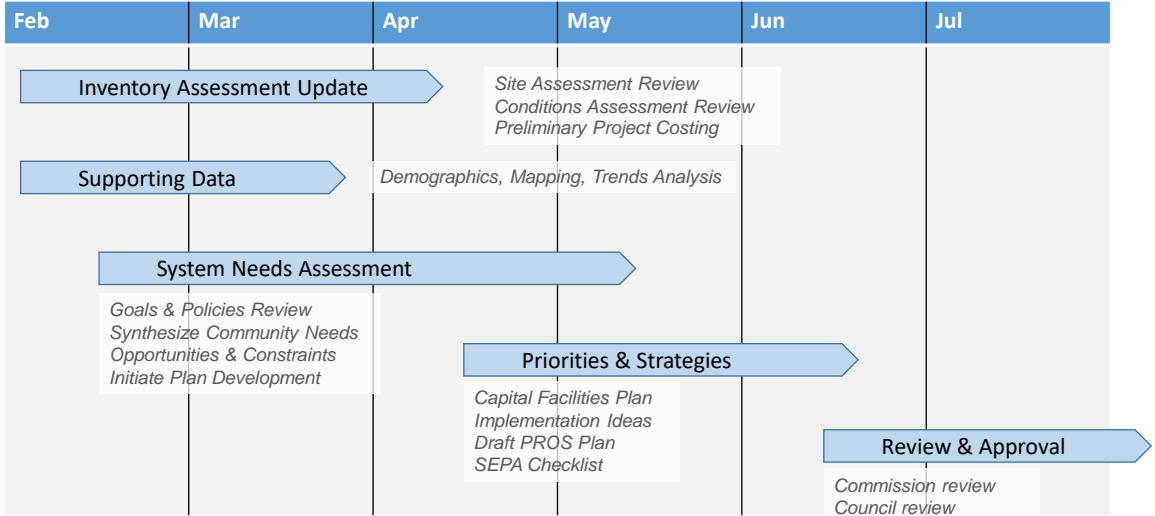 Feb Mar Apr May Jun Jul
Inventory Assessment Update
Site Assessment Review
Conditions Assessment Review
Preliminary Project Costing
Supporting Data
Demographics, Mapping, Trends Analysis
System Needs Assessment
Goals & Policies Review
Synthesize Community Needs
Opportunities & Constraints
Initiate Plan Development
Priorities & Strategies
Capital Facilities Plan
Implementation Ideas
Draft PROS Plan
SEPA Checklist
Review & Approval
Commission review
Council review